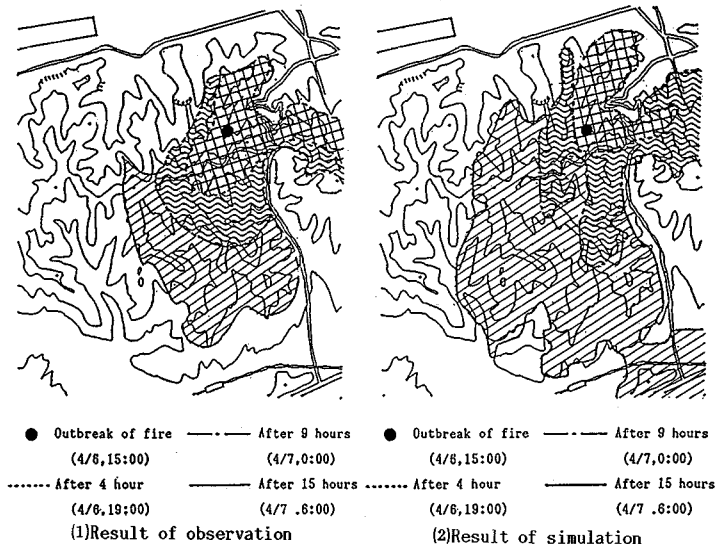 Outbreak of fire
(4/6,15:00)
After 9 hours
(4/7,0:00)
After 4 hour
(4/6,19:00)
After 15 hours
(4/7 .6:00)
(1)Result of observation
Outbreak of fire
(4/6,15:00)
After 9 hours
(4/7,0:00)
After 4 hour
(4/6,19:00)
After 15 hours
(4/7 .6:00)
(2)Result of simulation